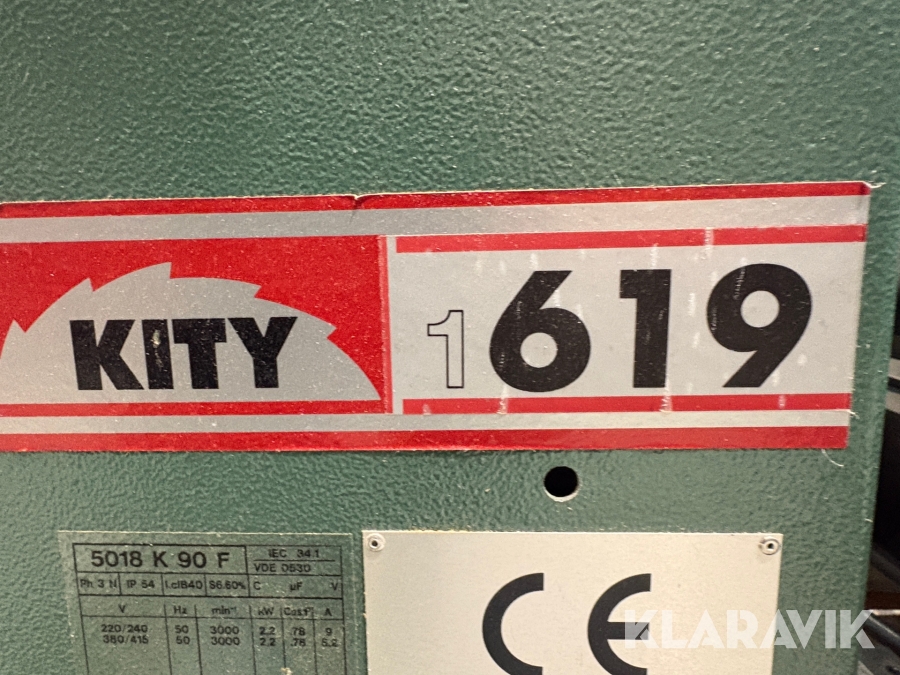 KITY 1619
5018 K 90 F
IEC 34.1
VDE 0530
Ph 3 N IP 54 I.cl B40 S6.60% C µF V
V Hz min⁻¹ kW Cos.f A
220/240 50 3000 2.2 .78 9
380/415 50 3000 2.2 .78 5.2
CE
KLARAVIK